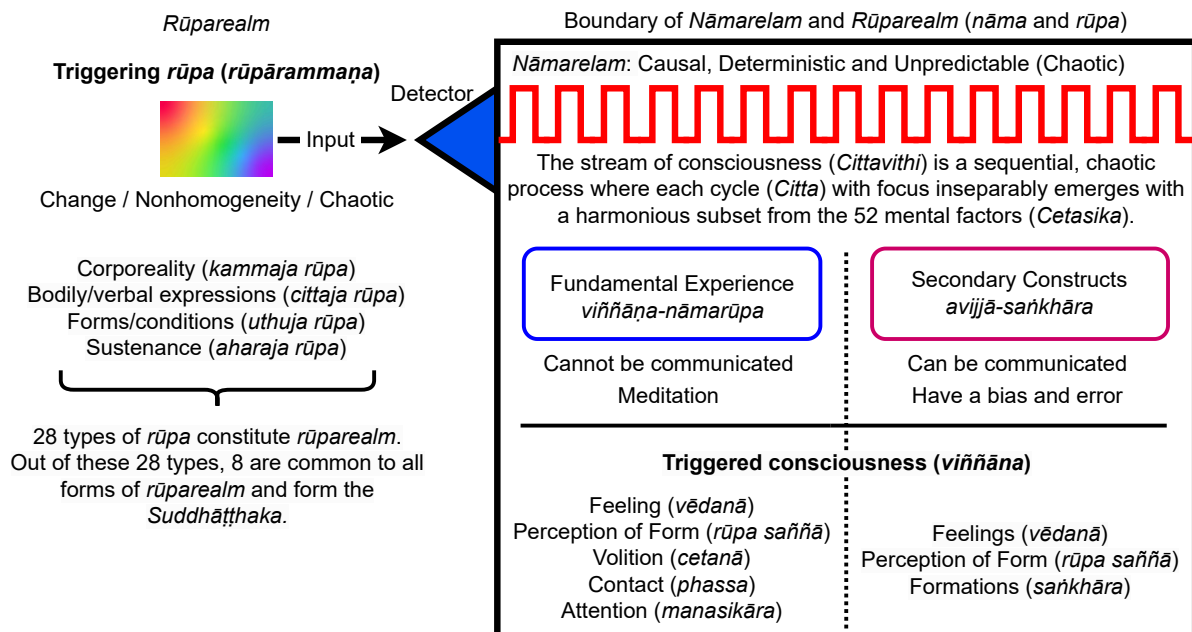 Rūparealm
Triggering rūpa (rūpārammaṇa)
Input
Detector
Change / Nonhomogeneity / Chaotic
Corporeality (kammaja rūpa)
Bodily/verbal expressions (cittaja rūpa)
Forms/conditions (uthuja rūpa)
Sustenance (aharaja rūpa)
28 types of rūpa constitute rūparealm.
Out of these 28 types, 8 are common to all
forms of rūparealm and form the
Suddhāṭṭhaka.
Boundary of Nāmarelam and Rūparealm (nāma and rūpa)
Nāmarelam: Causal, Deterministic and Unpredictable (Chaotic)
The stream of consciousness (Cittavithi) is a sequential, chaotic
process where each cycle (Citta) with focus inseparably emerges with
a harmonious subset from the 52 mental factors (Cetasika).
Fundamental Experience
viññāṇa-nāmarūpa
Cannot be communicated
Meditation
Secondary Constructs
avijjā-saṅkhāra
Can be communicated
Have a bias and error
Triggered consciousness (viññāna)
Feeling (vēdanā)
Perception of Form (rūpa saññā)
Volition (cetanā)
Contact (phassa)
Attention (manasikāra)
Feelings (vēdanā)
Perception of Form (rūpa saññā)
Formations (saṅkhāra)